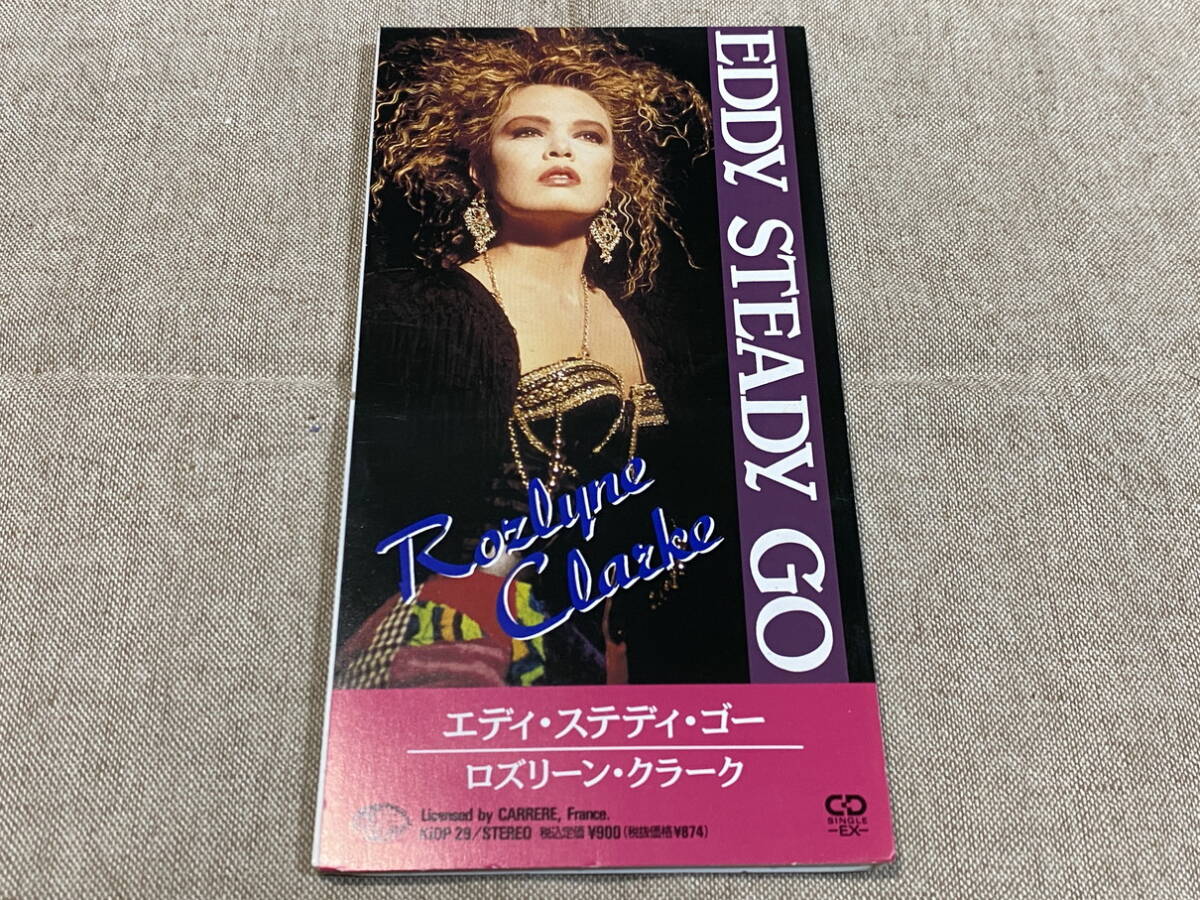 EDDY STEADY GO
Rozlyne
Clarke
エディ・ステディ・ゴー
ロズリーン・クラーク
Licensed by CARRERE, France.
KIDP 29/STEREO 税込定価 ¥900(税抜価格¥874)
CD
SINGLE
-EX-